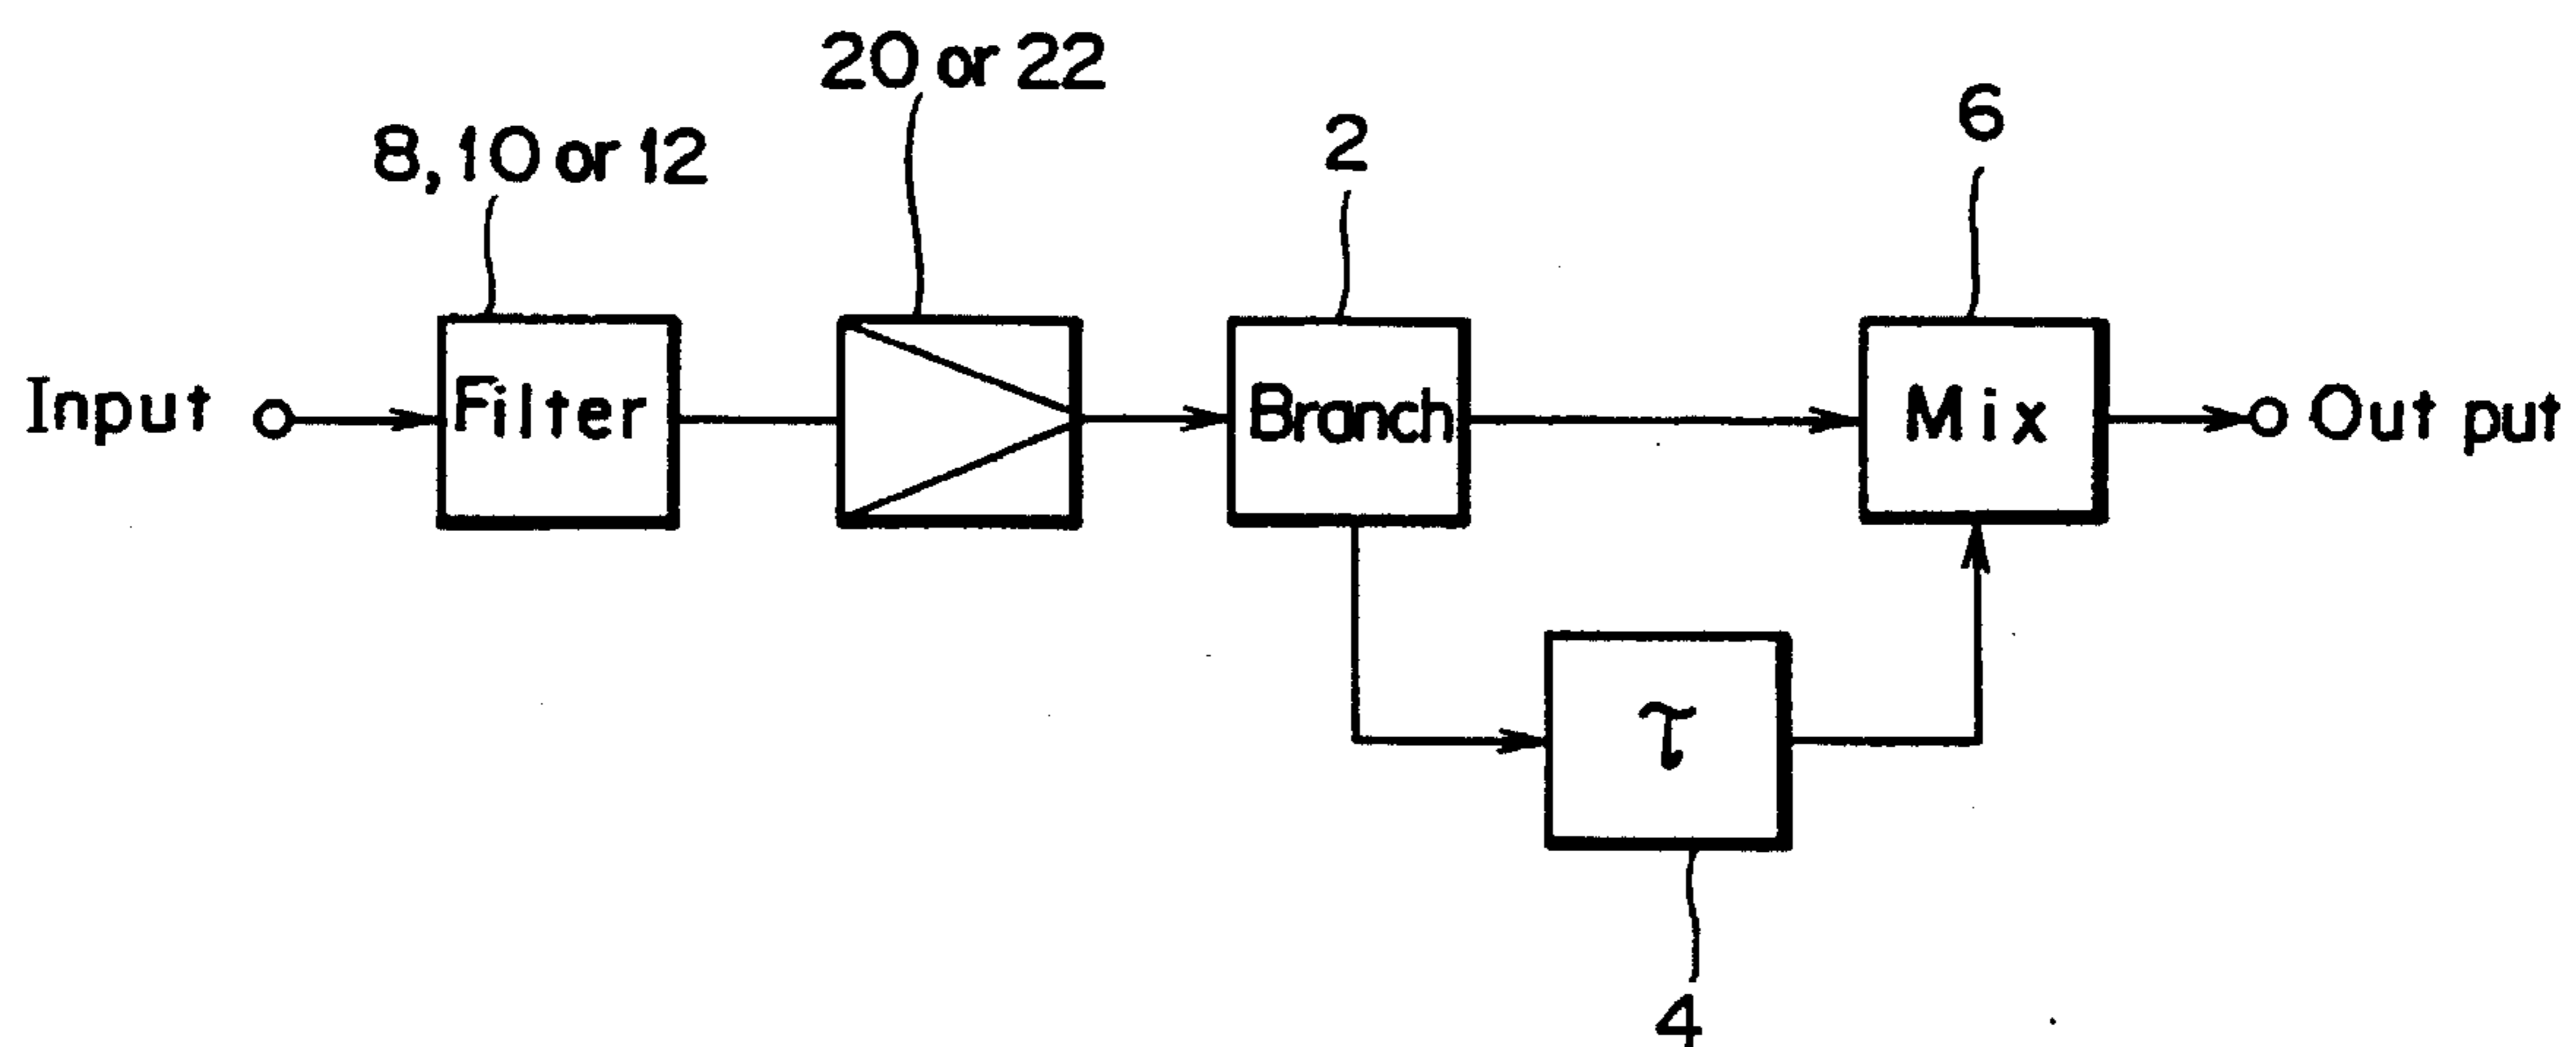 20 or 22
6
2
8, 10 or 12
Input
Filter
Branch
Mix
Out put
τ
4